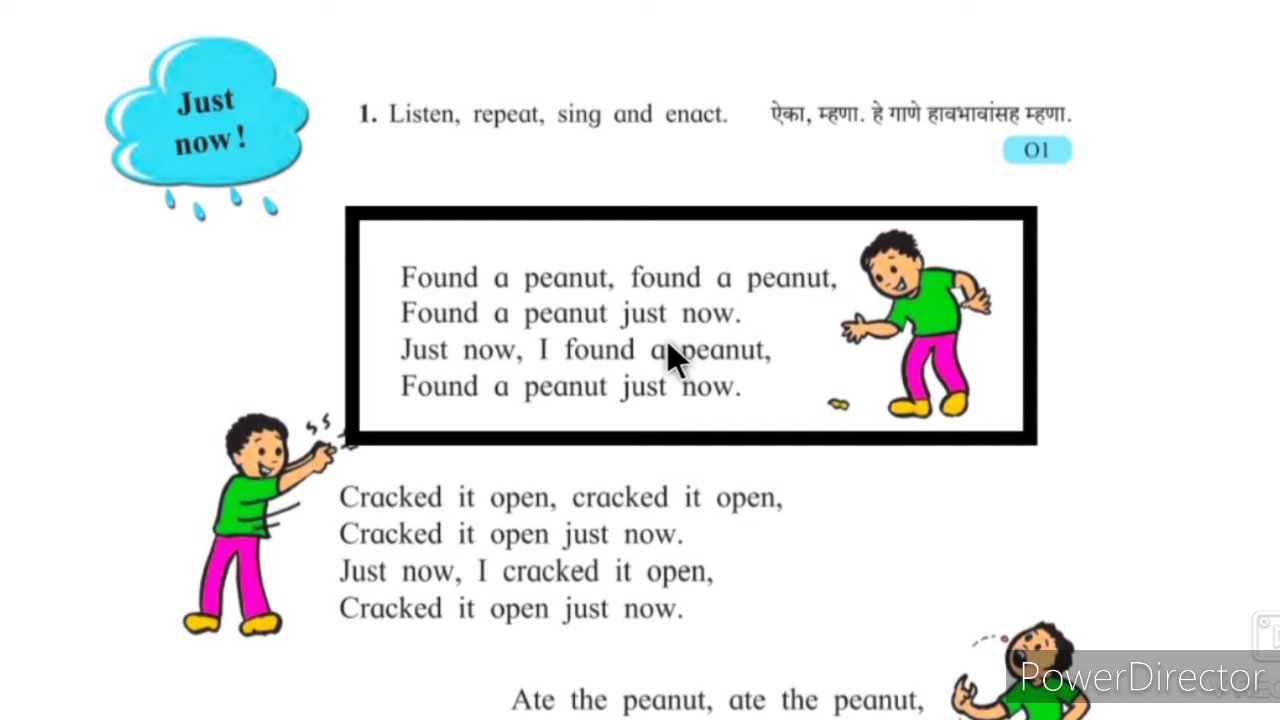 Just
now!
1. Listen, repeat, sing and enact. ऐका, म्हणा. हे गाणे हावभावांसह म्हणा.
O1
Found a peanut, found a peanut,
Found a peanut just now.
Just now, I found a peanut,
Found a peanut just now.
Cracked it open, cracked it open,
Cracked it open just now.
Just now, I cracked it open,
Cracked it open just now.
Ate the peanut, ate the peanut,
PowerDirector